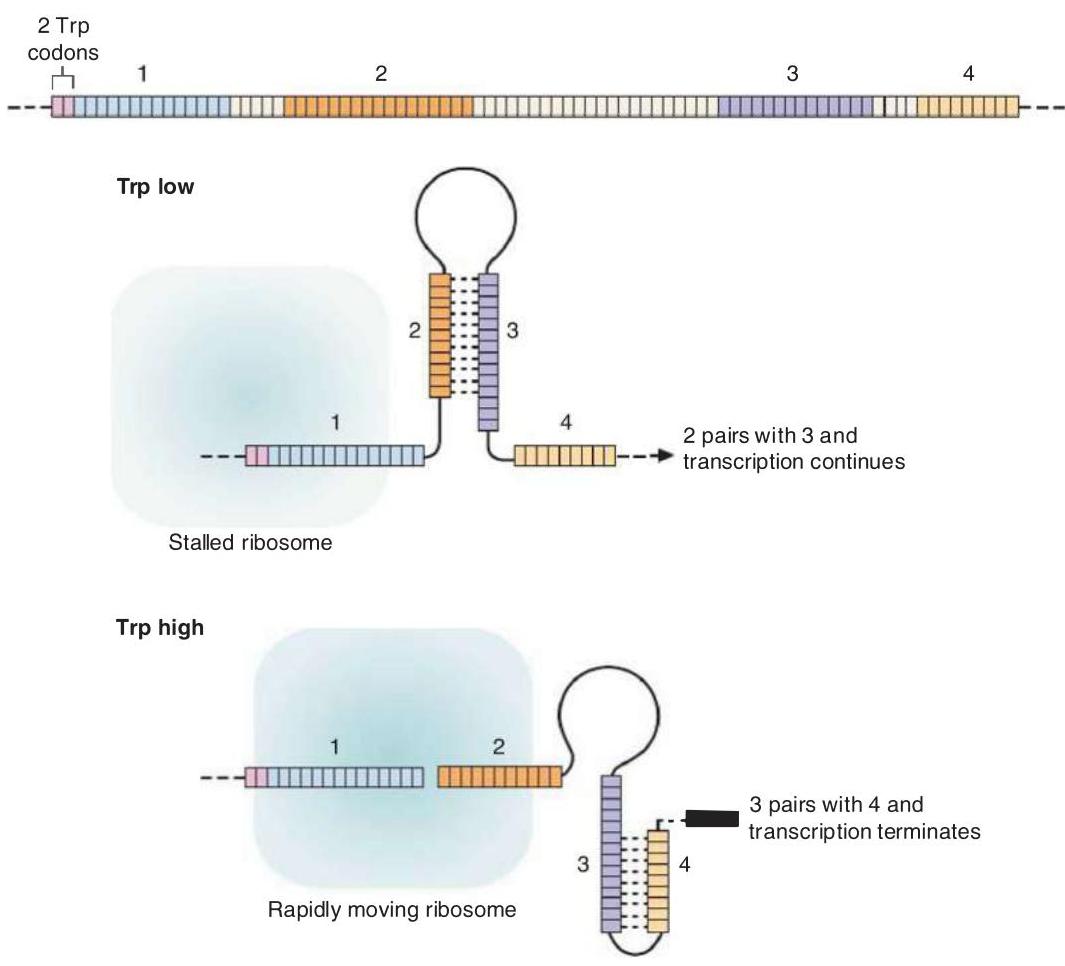 2 Trp
codons
1
2
3
4
Trp low
2
3
1
4
2 pairs with 3 and
transcription continues
Stalled ribosome
Trp high
1
2
3 pairs with 4 and
transcription terminates
3
4
Rapidly moving ribosome